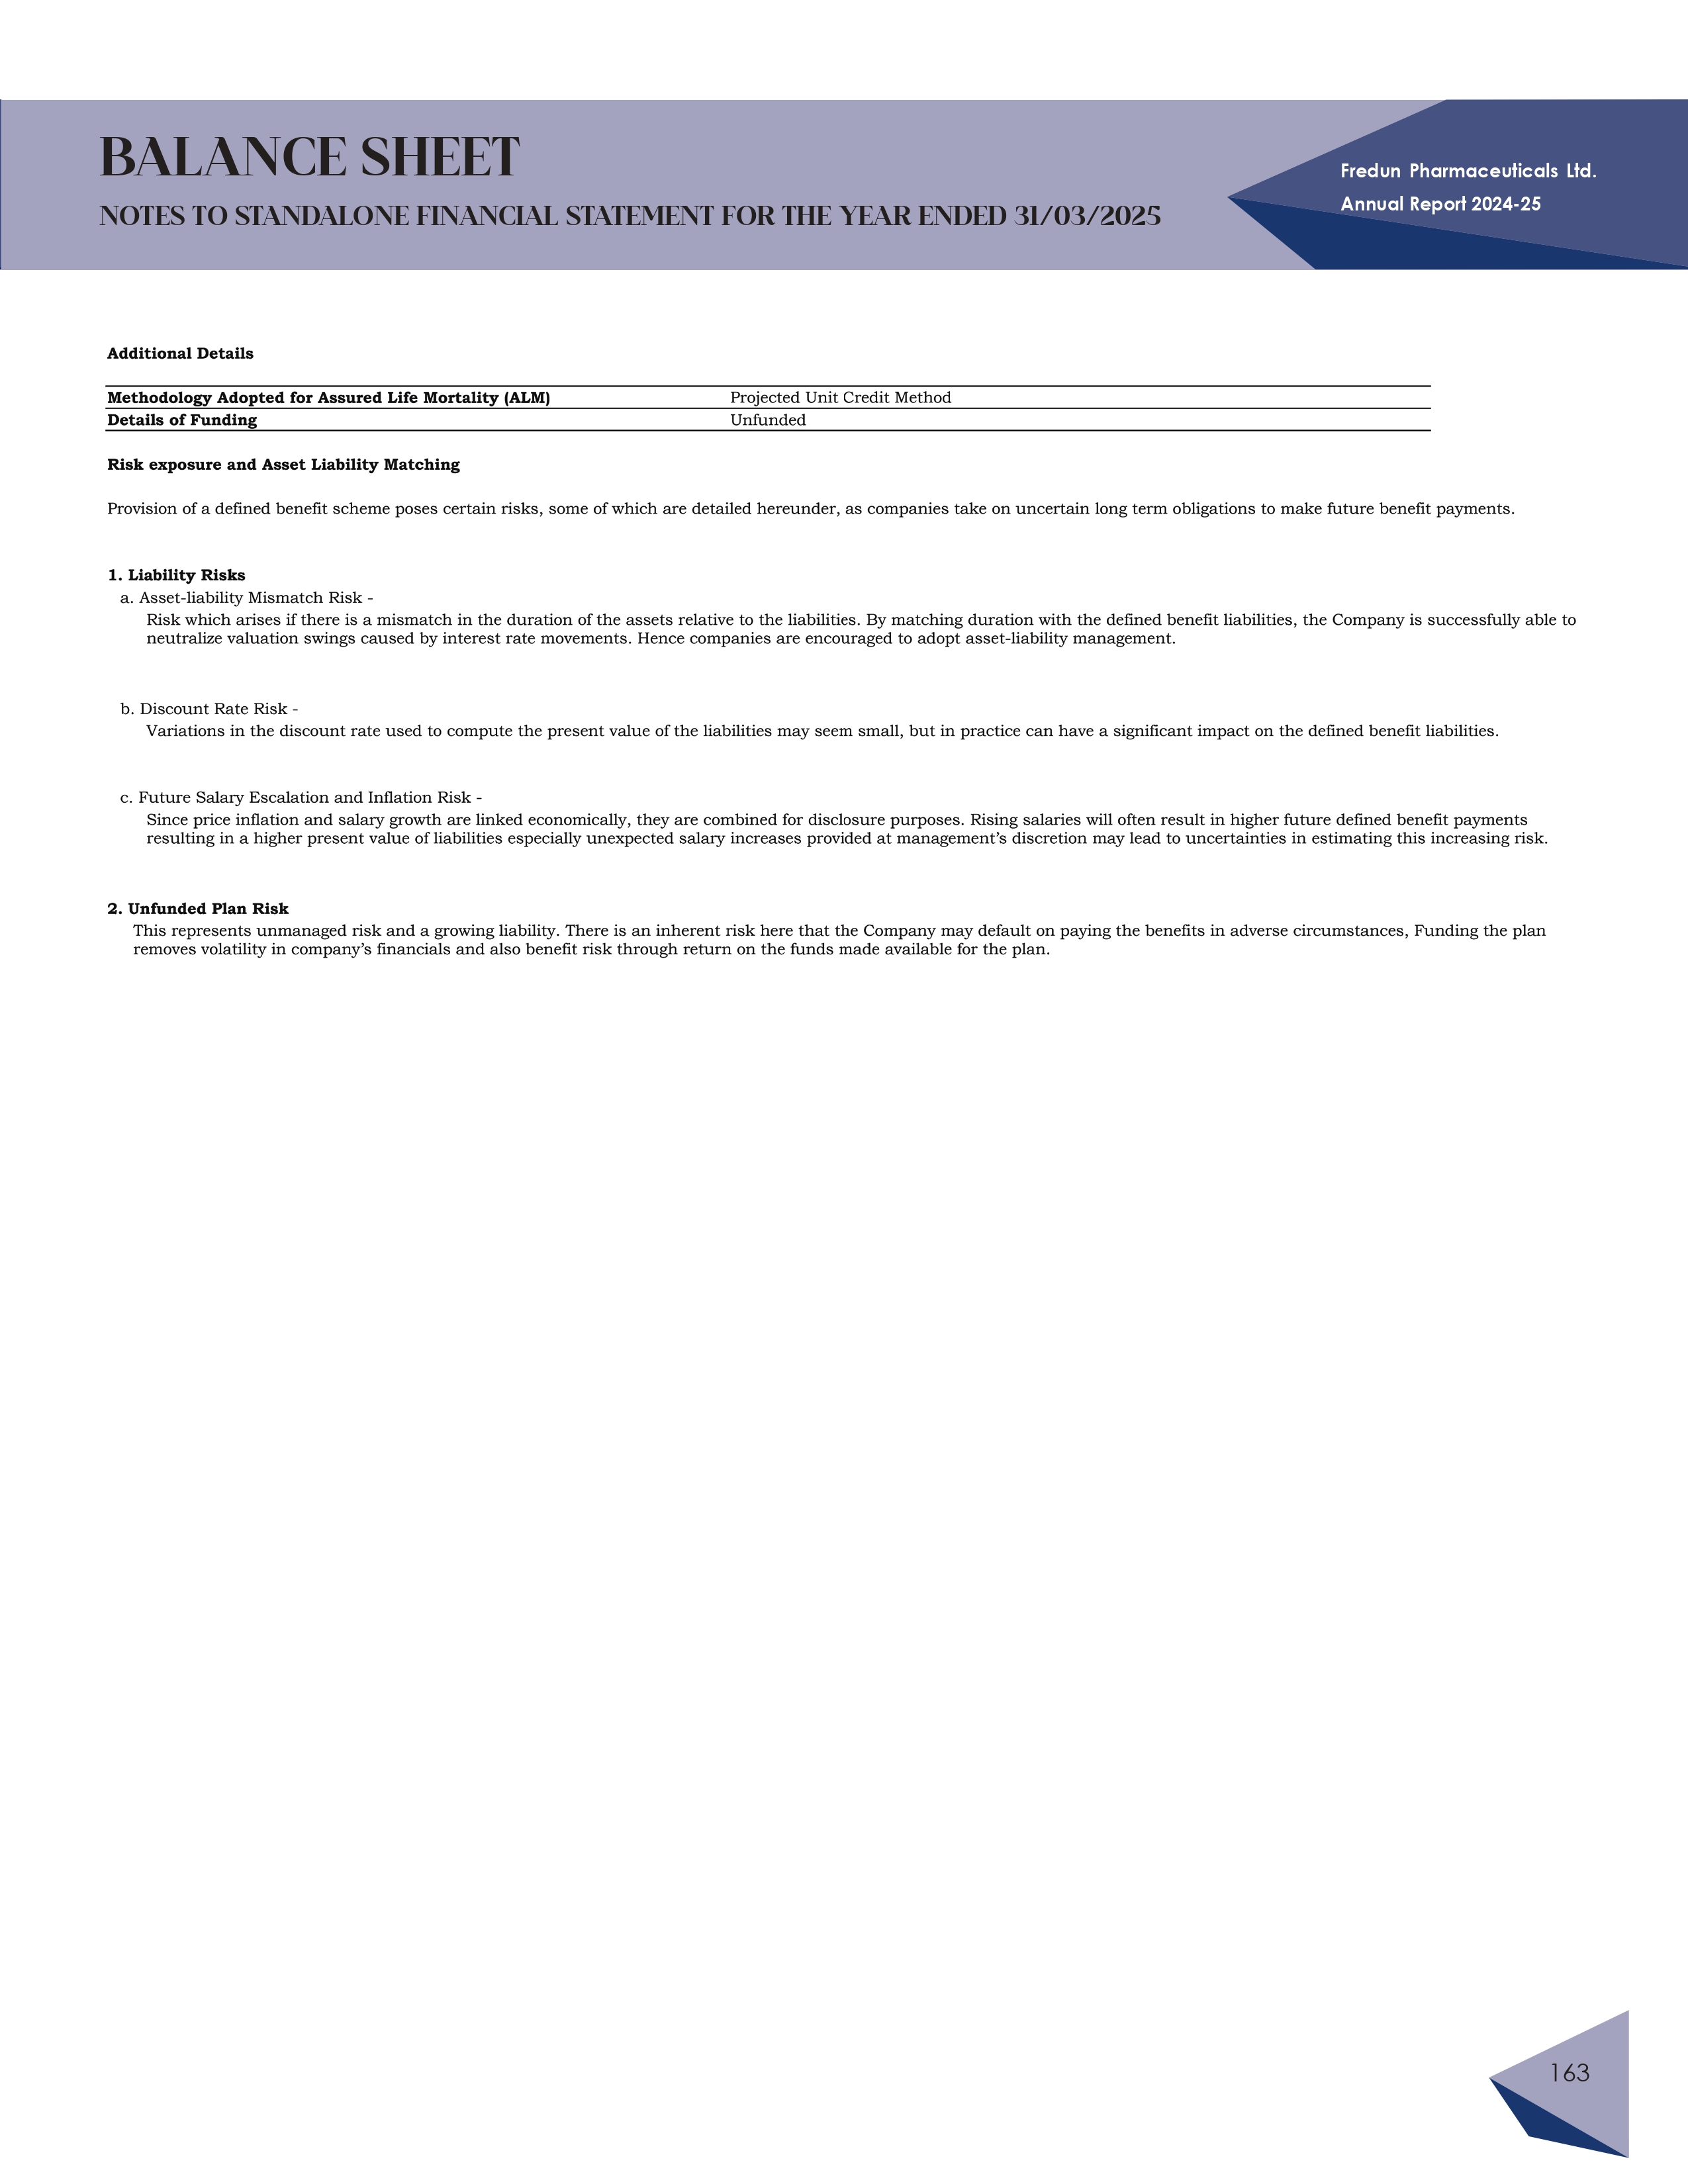 BALANCE SHEET
NOTES TO STANDALONE FINANCIAL STATEMENT FOR THE YEAR ENDED 31/03/2025
Fredun Pharmaceuticals Ltd.
Annual Report 2024-25
Additional Details
Methodology Adopted for Assured Life Mortality (ALM) Projected Unit Credit Method
Details of Funding Unfunded
Risk exposure and Asset Liability Matching
Provision of a defined benefit scheme poses certain risks, some of which are detailed hereunder, as companies take on uncertain long term obligations to make future benefit payments.
1. Liability Risks
a. Asset-liability Mismatch Risk -
Risk which arises if there is a mismatch in the duration of the assets relative to the liabilities. By matching duration with the defined benefit liabilities, the Company is successfully able to
neutralize valuation swings caused by interest rate movements. Hence companies are encouraged to adopt asset-liability management.
b. Discount Rate Risk -
Variations in the discount rate used to compute the present value of the liabilities may seem small, but in practice can have a significant impact on the defined benefit liabilities.
c. Future Salary Escalation and Inflation Risk -
Since price inflation and salary growth are linked economically, they are combined for disclosure purposes. Rising salaries will often result in higher future defined benefit payments
resulting in a higher present value of liabilities especially unexpected salary increases provided at management’s discretion may lead to uncertainties in estimating this increasing risk.
2. Unfunded Plan Risk
This represents unmanaged risk and a growing liability. There is an inherent risk here that the Company may default on paying the benefits in adverse circumstances, Funding the plan
removes volatility in company’s financials and also benefit risk through return on the funds made available for the plan.
163